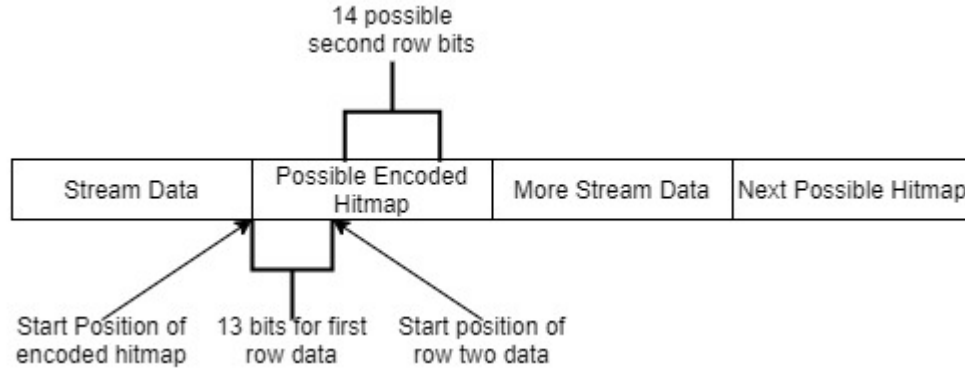 14 possible
second row bits
Stream Data
Possible Encoded
Hitmap
More Stream Data
Next Possible Hitmap
Start Position of
encoded hitmap
13 bits for first
row data
Start position of
row two data